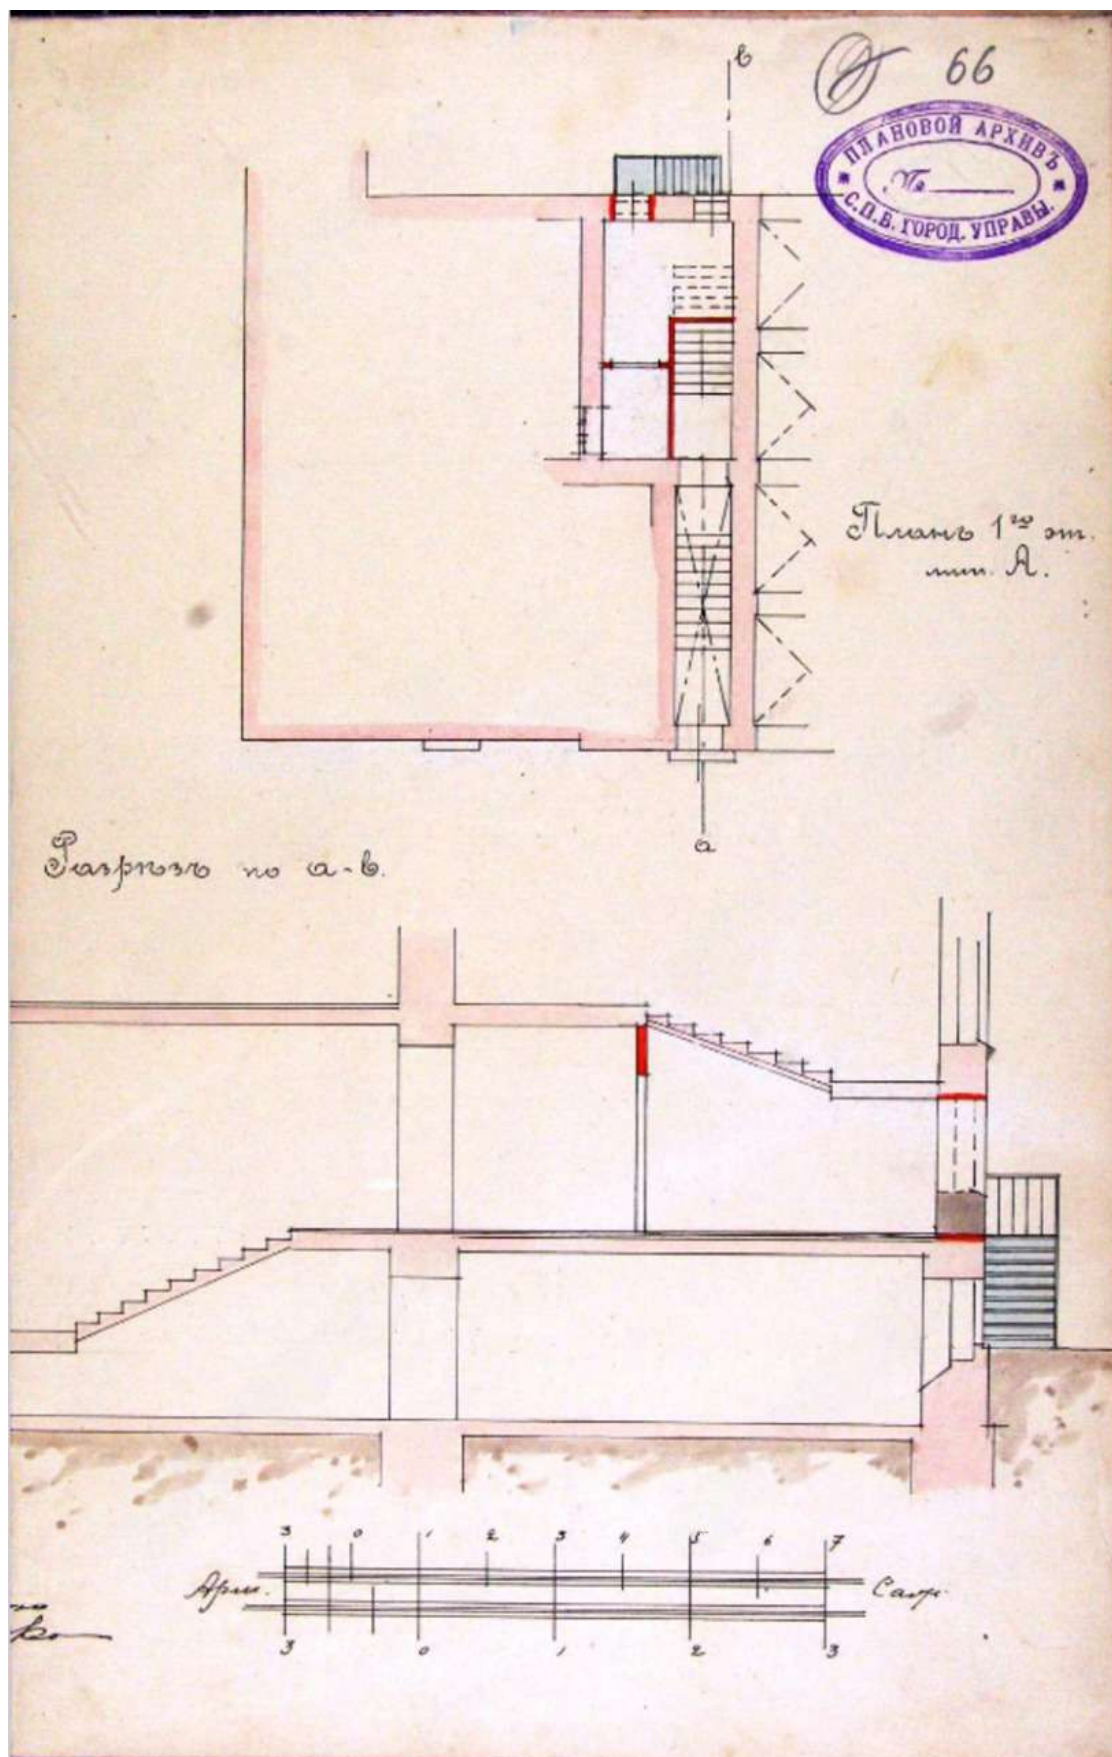 в
66
ПЛАНОВОЙ АРХИВЪ
№
С.П.Б. ГОРОД. УПРАВЫ.
Планъ 1го эт.
лит. А.
а
Разрѣзъ по а-в.
3 0 1 2 3 4 5 6 7
Арш. Саж.
3 0 1 2 3